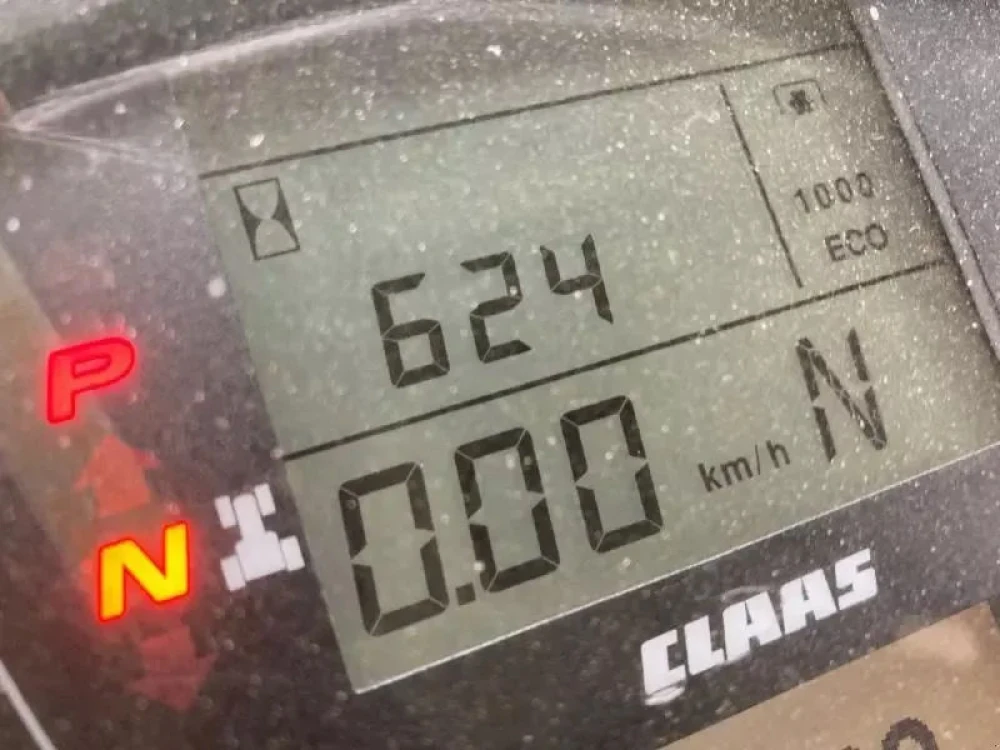 1000
ECO
624
P
N
0.00 km/h N
CLAAS